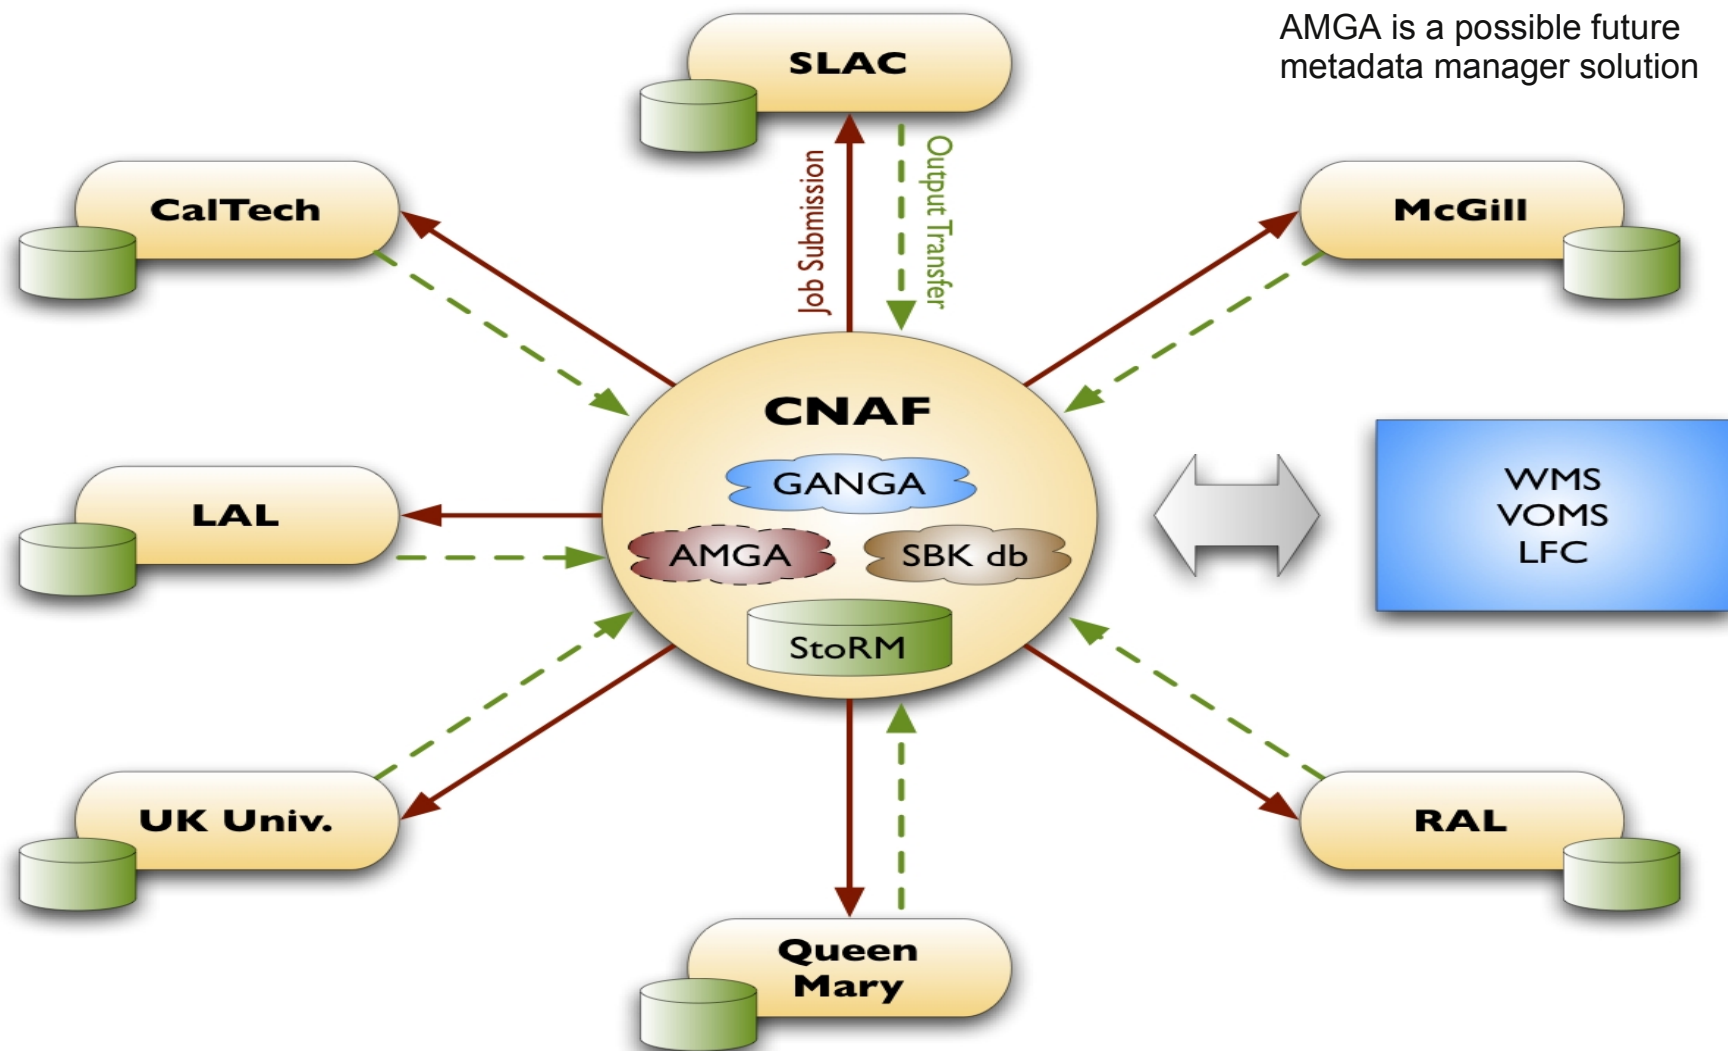 AMGA is a possible future
metadata manager solution
SLAC
CalTech
McGill
Job Submission
Output Transfer
CNAF
GANGA
AMGA
SBK db
StoRM
WMS
VOMS
LFC
LAL
UK Univ.
RAL
Queen
Mary